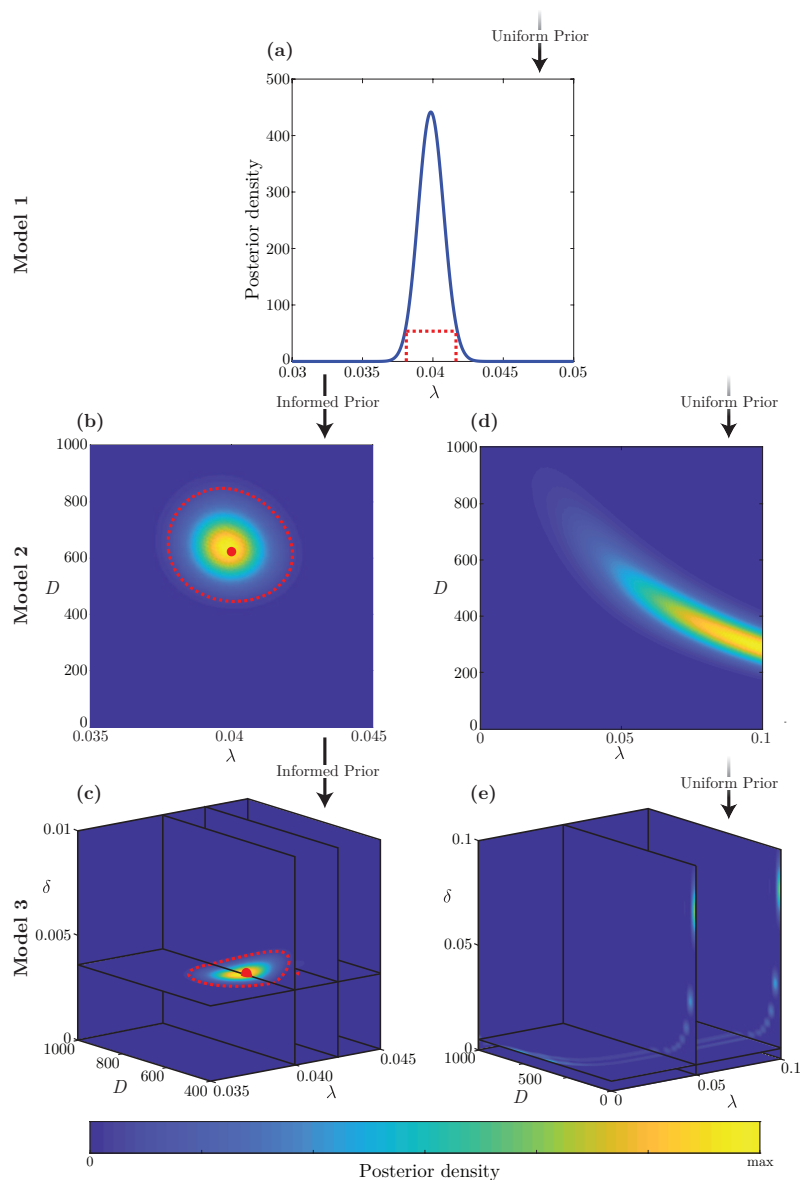 Uniform Prior
(a)
500
400
300
200
100
0
Posterior density
0.03 0.035 0.04 0.045 0.05
λ
Model 1
Informed Prior
Uniform Prior
(b)
1000
800
600
400
200
0
D
0.035 0.04 0.045
λ
(d)
1000
800
600
400
200
0
D
0 0.05 0.1
λ
Model 2
Informed Prior
Uniform Prior
(c)
0.01
δ
0.005
0
1000
800
600
400
D
0.035
0.040
0.045
λ
(e)
0.1
δ
0.05
0
1000
500
0
D
0
0.05
0.1
λ
Model 3
0 max
Posterior density